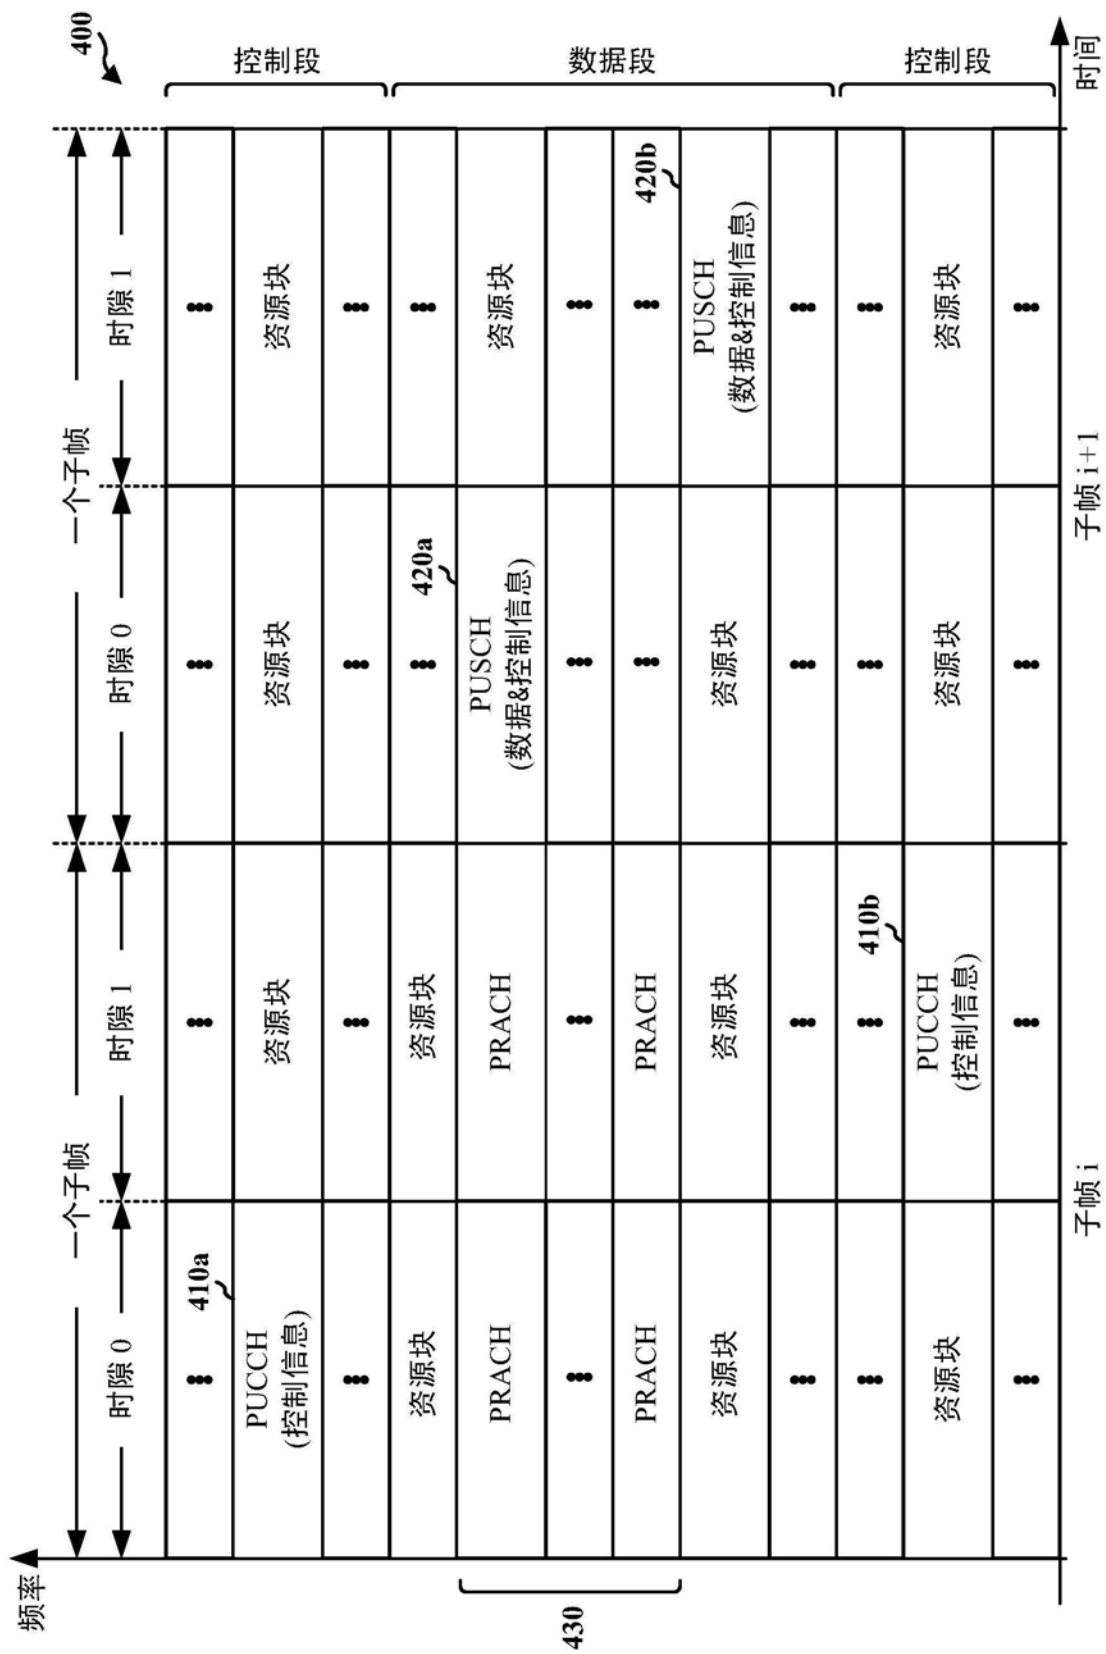 400
频率
一个子帧
一个子帧
时隙 0
时隙 1
时隙 0
时隙 1
410a
PUCCH
(控制信息)
资源块
资源块
资源块
控制段
资源块
资源块
420a
PRACH
PRACH
PUSCH
(数据&控制信息)
资源块
430
PRACH
PRACH
420b
资源块
资源块
资源块
PUSCH
(数据&控制信息)
数据段
410b
资源块
PUCCH
(控制信息)
资源块
资源块
控制段
子帧 i
子帧 i+1
时间